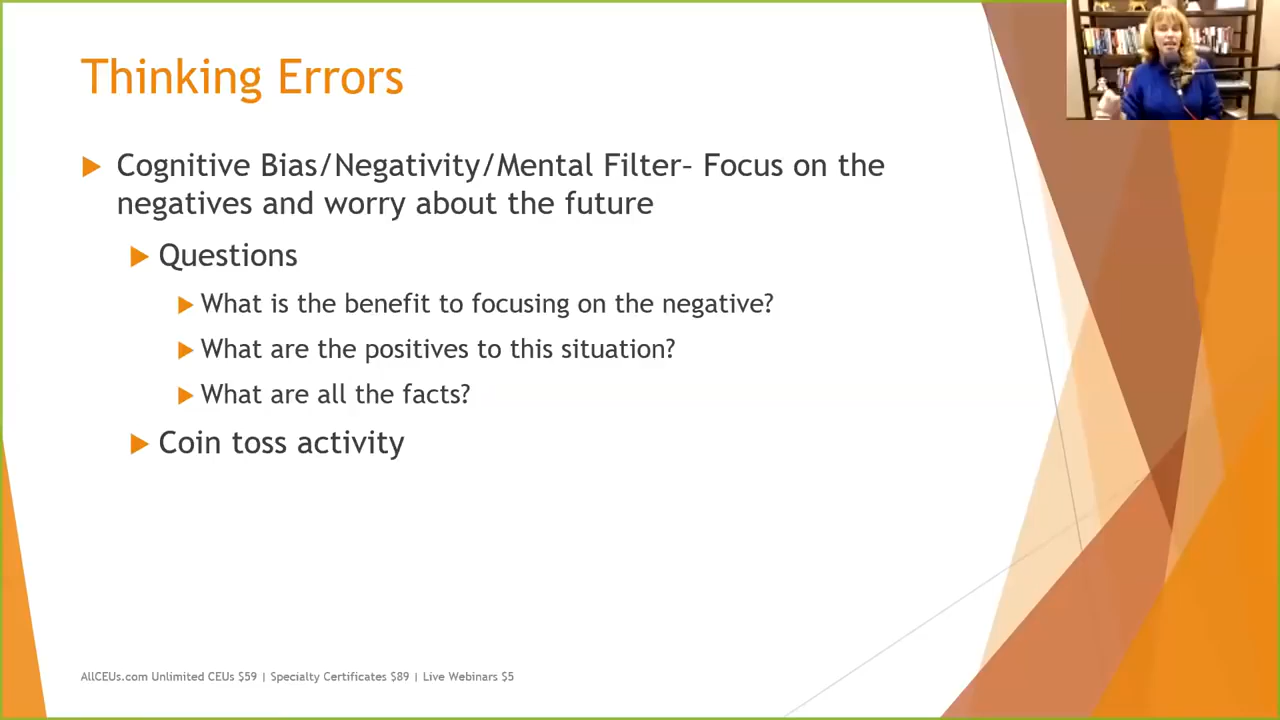 Thinking Errors
Cognitive Bias/Negativity/Mental Filter– Focus on the
negatives and worry about the future
Questions
What is the benefit to focusing on the negative?
What are the positives to this situation?
What are all the facts?
Coin toss activity
AllCEUs.com Unlimited CEUs $59 | Specialty Certificates $89 | Live Webinars $5